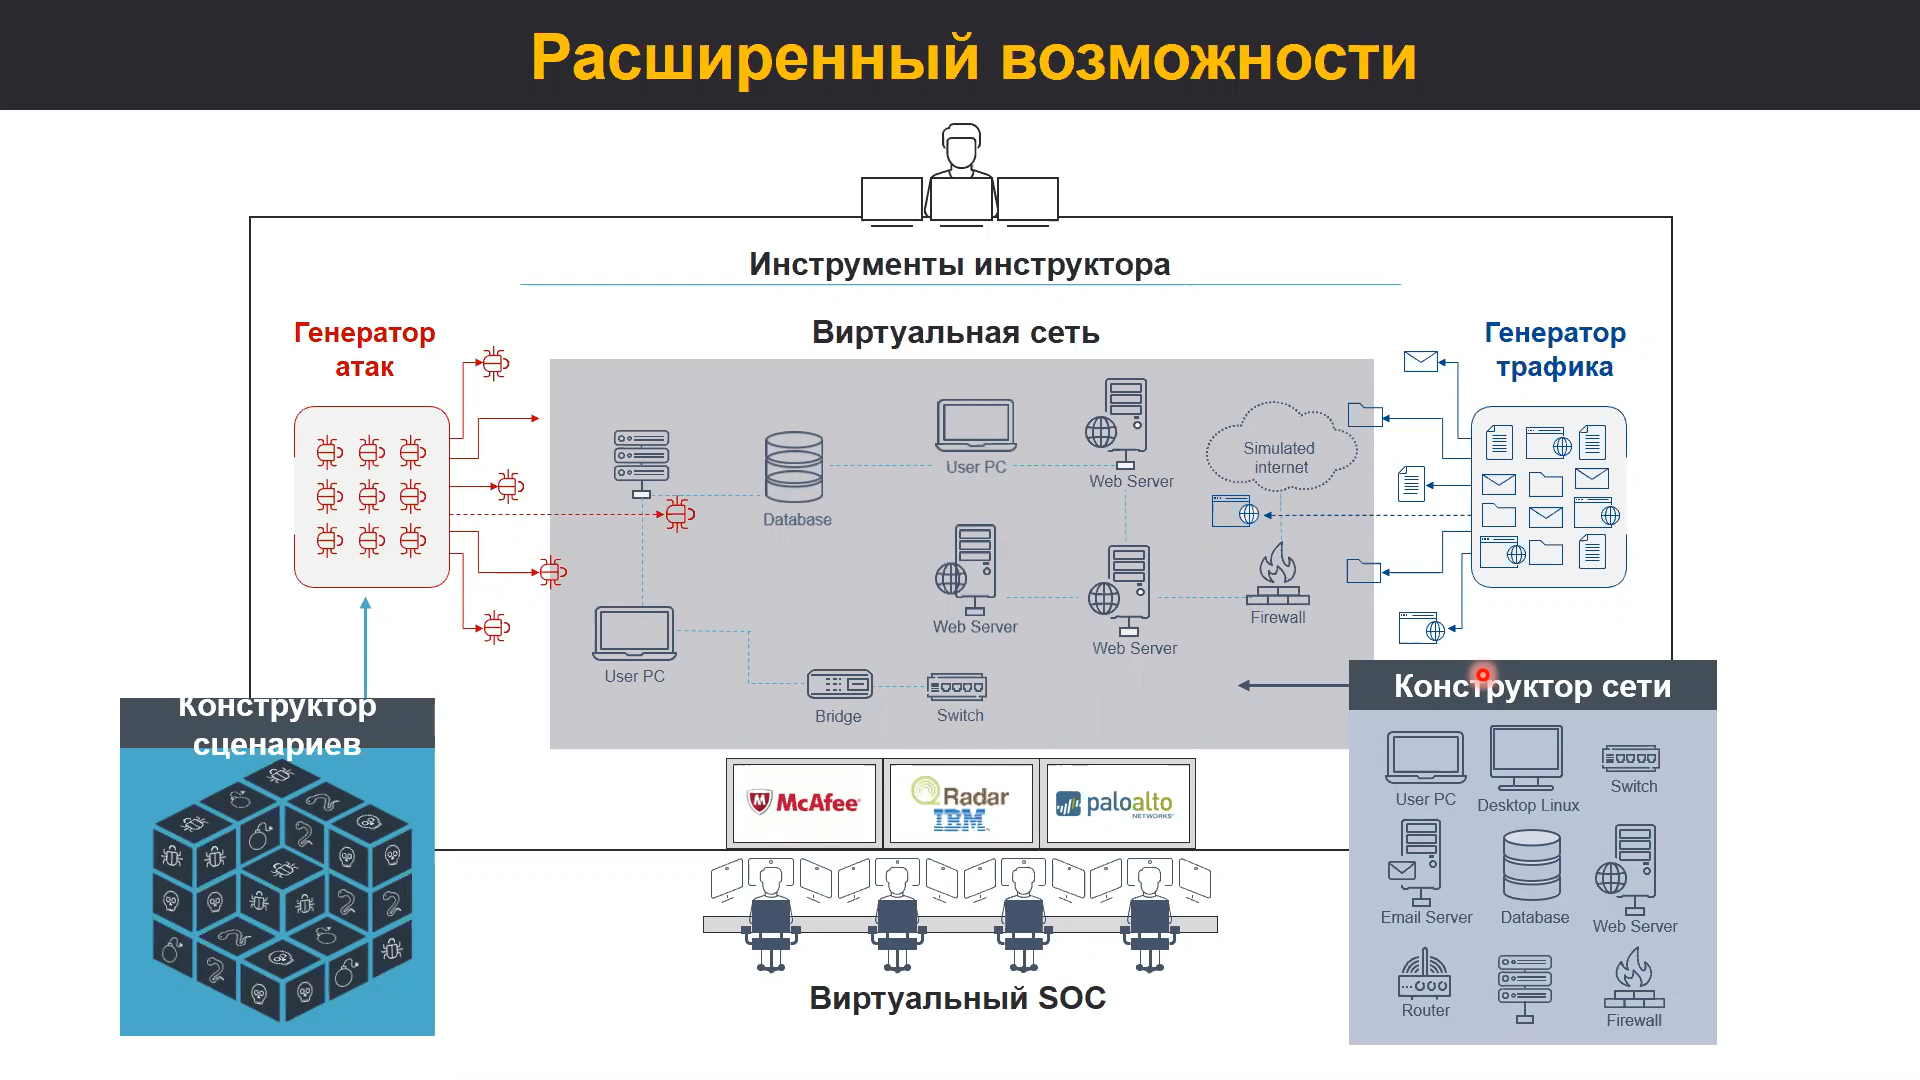 Расширенный возможности
Инструменты инструктора
Виртуальная сеть
Генератор
атак
Генератор
трафика
User PC
Web Server
Simulated
internet
Database
Web Server
Web Server
Firewall
User PC
Bridge
Switch
Конструктор
сценариев
Конструктор сети
User PC
Desktop Linux
Switch
Email Server
Database
Web Server
Router
Firewall
McAfee
QRadar
IBM
paloalto
NETWORKS
Виртуальный SOC